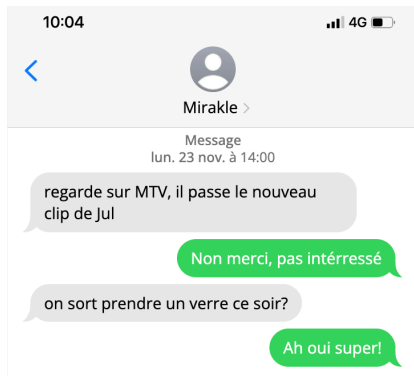 10:04 4G
Mirakle
Message
lun. 23 nov. à 14:00
regarde sur MTV, il passe le nouveau
clip de Jul
Non merci, pas intérressé
on sort prendre un verre ce soir?
Ah oui super!